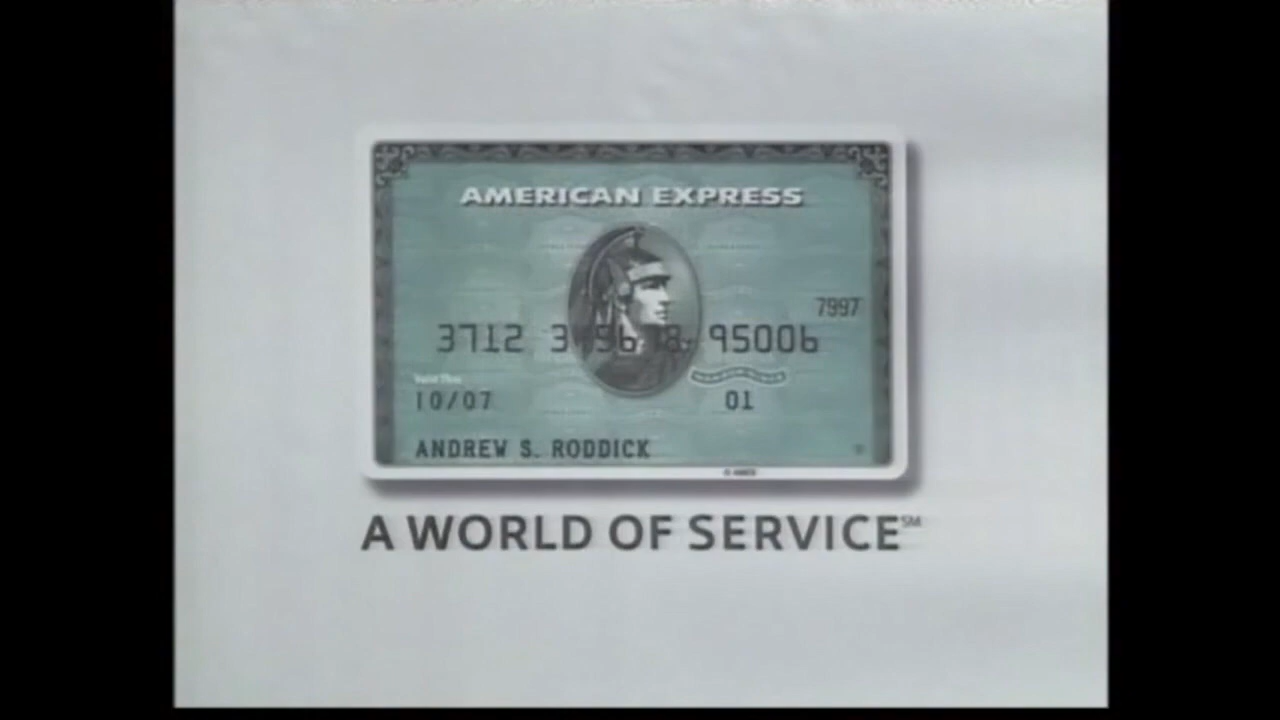 AMERICAN EXPRESS
7997
3712 95006
10/07 01
ANDREW S. RODDICK
A WORLD OF SERVICE℠